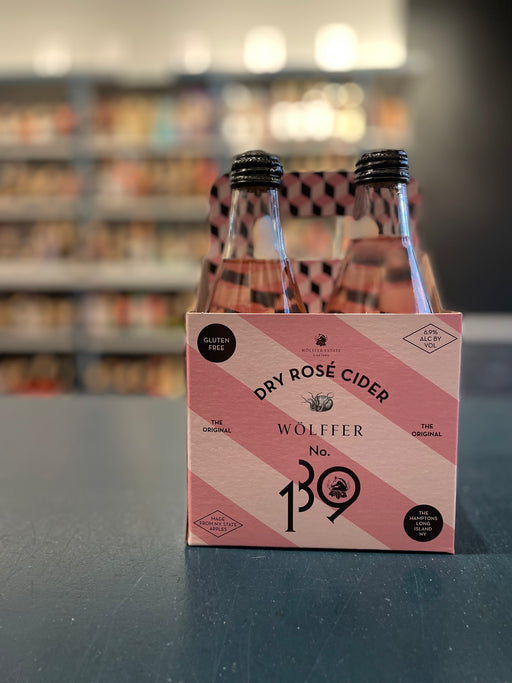 GLUTEN
FREE
WÖLFFER ESTATE
6.9%
ALC BY
VOL
DRY ROSÉ CIDER
THE
ORIGINAL
WÖLFFER
THE
ORIGINAL
No.
139
MADE
FROM NY STATE
APPLES
THE
HAMPTONS
LONG
ISLAND
NY